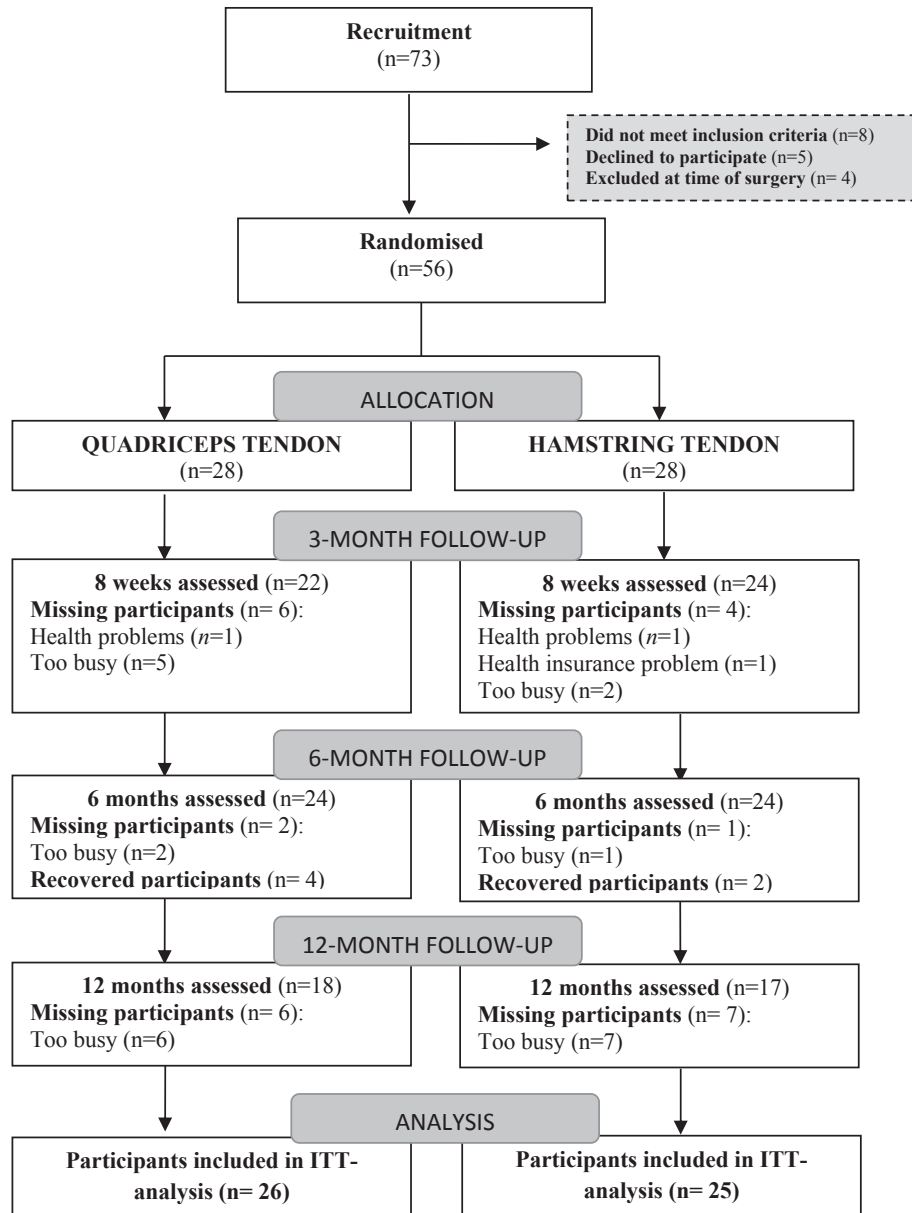 Recruitment
(n=73)
Did not meet inclusion criteria (n=8)
Declined to participate (n=5)
Excluded at time of surgery (n= 4)
Randomised
(n=56)
ALLOCATION
QUADRICEPS TENDON
(n=28)
HAMSTRING TENDON
(n=28)
3-MONTH FOLLOW-UP
8 weeks assessed (n=22)
Missing participants (n= 6):
Health problems (n=1)
Too busy (n=5)
8 weeks assessed (n=24)
Missing participants (n= 4):
Health problems (n=1)
Health insurance problem (n=1)
Too busy (n=2)
6-MONTH FOLLOW-UP
6 months assessed (n=24)
Missing participants (n= 2):
Too busy (n=2)
Recovered participants (n= 4)
6 months assessed (n=24)
Missing participants (n= 1):
Too busy (n=1)
Recovered participants (n= 2)
12-MONTH FOLLOW-UP
12 months assessed (n=18)
Missing participants (n= 6):
Too busy (n=6)
12 months assessed (n=17)
Missing participants (n= 7):
Too busy (n=7)
ANALYSIS
Participants included in ITT-
analysis (n= 26)
Participants included in ITT-
analysis (n= 25)